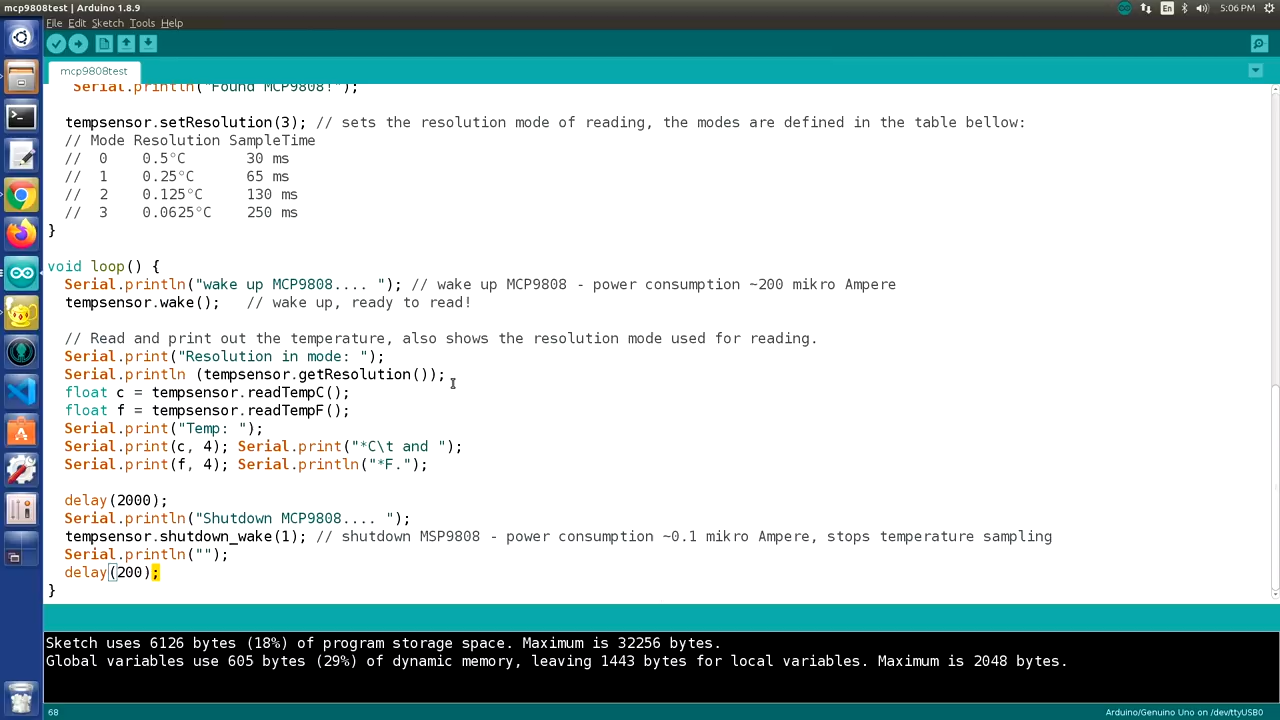 mcp9808test | Arduino 1.8.9
En
5:06 PM
File Edit Sketch Tools Help
mcp9808test
Serial.println("Found MCP9808!");
tempsensor.setResolution(3); // sets the resolution mode of reading, the modes are defined in the table bellow:
// Mode Resolution SampleTime
//  0    0.5°C       30 ms
//  1    0.25°C      65 ms
//  2    0.125°C     130 ms
//  3    0.0625°C    250 ms
}
void loop() {
Serial.println("wake up MCP9808.... "); // wake up MCP9808 - power consumption ~200 mikro Ampere
tempsensor.wake();   // wake up, ready to read!
// Read and print out the temperature, also shows the resolution mode used for reading.
Serial.print("Resolution in mode: ");
Serial.println (tempsensor.getResolution());
float c = tempsensor.readTempC();
float f = tempsensor.readTempF();
Serial.print("Temp: ");
Serial.print(c, 4); Serial.print("*C\t and ");
Serial.print(f, 4); Serial.println("*F.");
delay(2000);
Serial.println("Shutdown MCP9808.... ");
tempsensor.shutdown_wake(1); // shutdown MSP9808 - power consumption ~0.1 mikro Ampere, stops temperature sampling
Serial.println("");
delay(200);
}
Sketch uses 6126 bytes (18%) of program storage space. Maximum is 32256 bytes.
Global variables use 605 bytes (29%) of dynamic memory, leaving 1443 bytes for local variables. Maximum is 2048 bytes.
68
Arduino/Genuino Uno on /dev/ttyUSB0